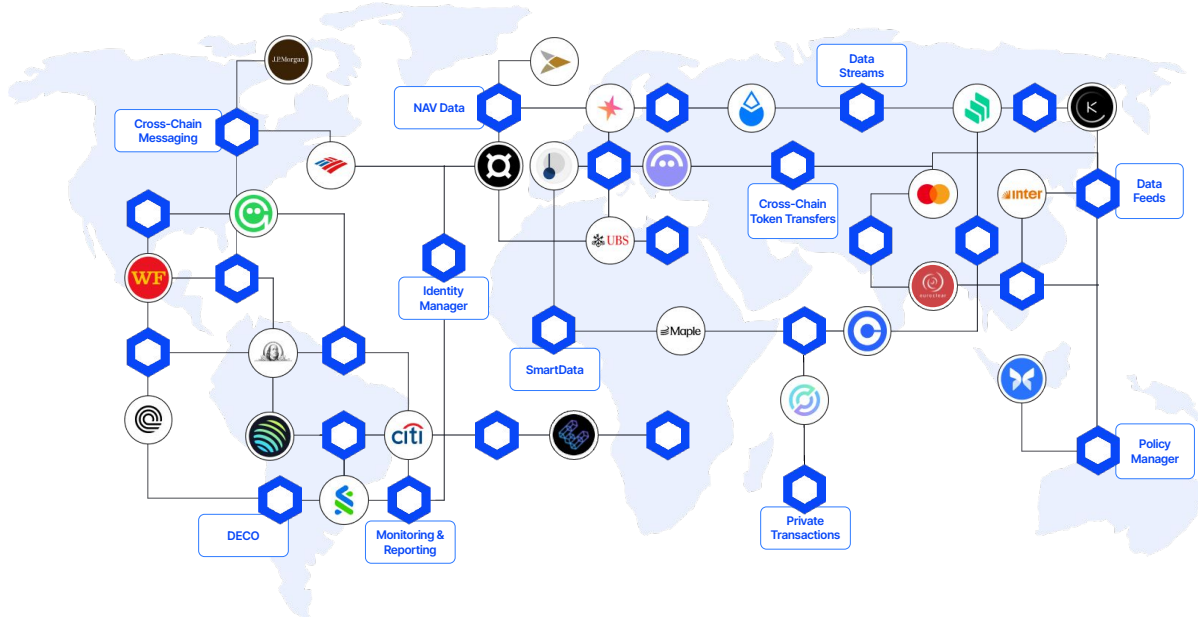 J.P.Morgan
Data
Streams
NAV Data
Cross-Chain
Messaging
Cross-Chain
Token Transfers
inter
Data
Feeds
UBS
WF
Identity
Manager
euroclear
Maple
SmartData
citi
Policy
Manager
DECO
Monitoring &
Reporting
Private
Transactions